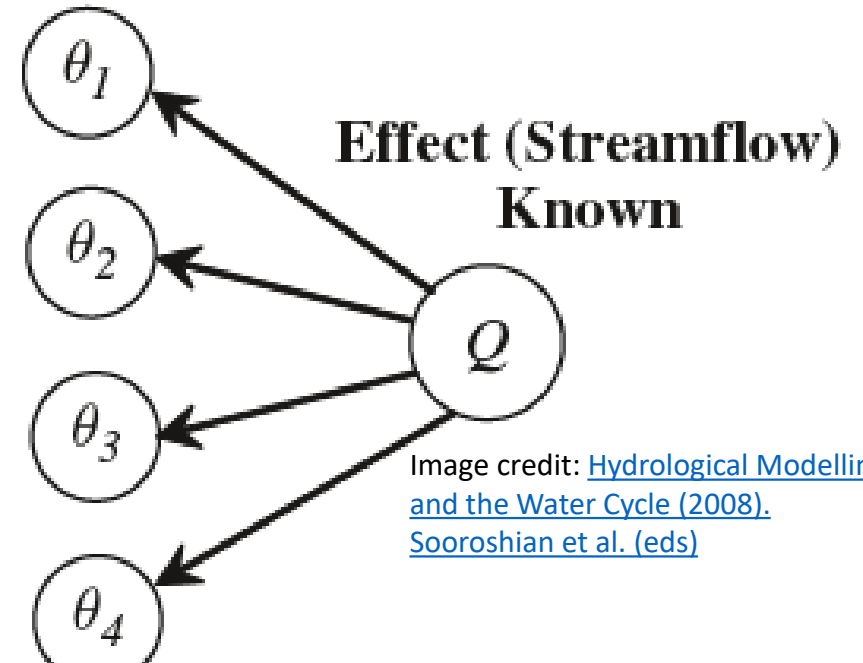 θ1
Effect (Streamflow)
Known
θ2
Q
θ3
Image credit: Hydrological Modellin
and the Water Cycle (2008).
Sooroshian et al. (eds)
θ4